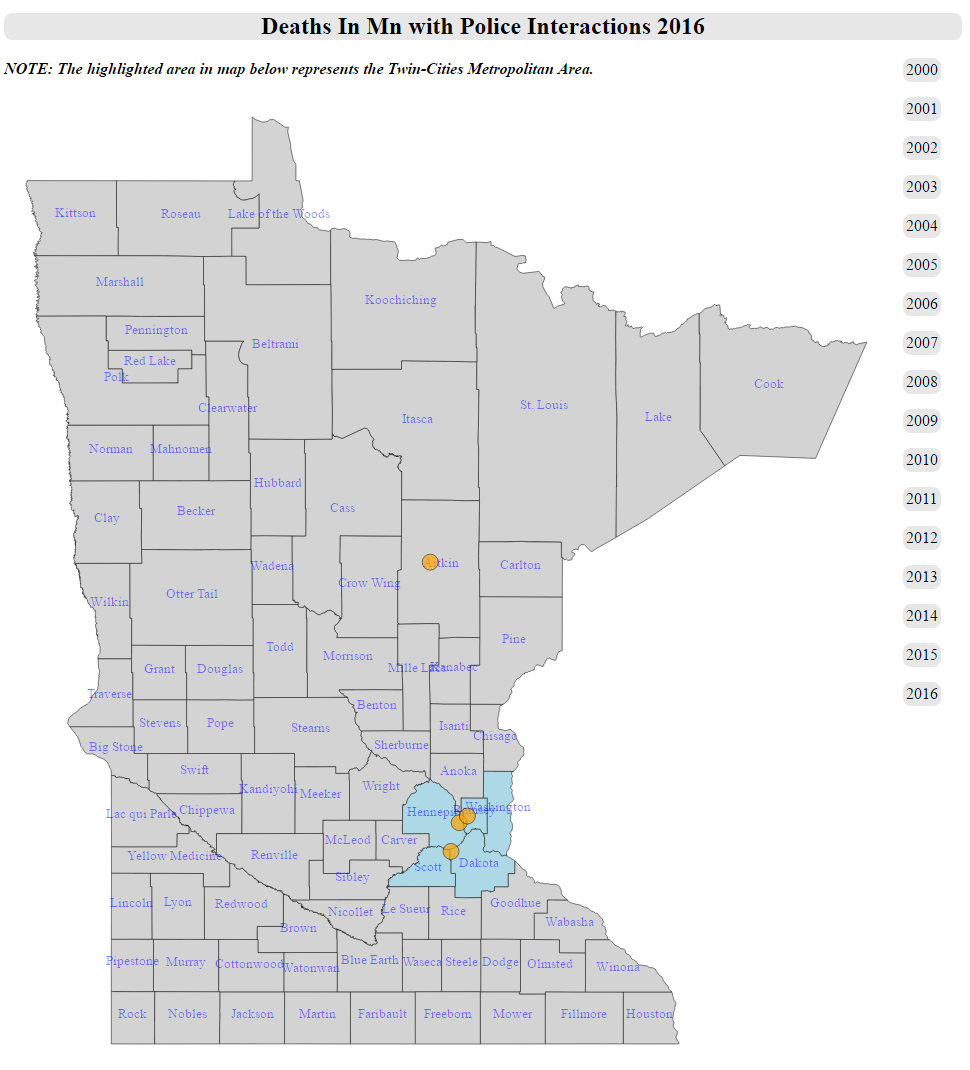 Deaths In Mn with Police Interactions 2016
NOTE: The highlighted area in map below represents the Twin-Cities Metropolitan Area.
2000
2001
2002
2003
2004
2005
2006
2007
2008
2009
2010
2011
2012
2013
2014
2015
2016
Kittson
Roseau
Lake of the Woods
Marshall
Koochiching
Pennington
Beltrami
Red Lake
Polk
Cook
Clearwater
St. Louis
Lake
Itasca
Norman
Mahnomen
Hubbard
Cass
Becker
Clay
Aitkin
Carlton
Wadena
Crow Wing
Otter Tail
Wilkin
Pine
Todd
Morrison
Mille Lacs
Kanabec
Grant
Douglas
Traverse
Benton
Stevens
Pope
Stearns
Isanti
Chisago
Big Stone
Sherburne
Swift
Anoka
Kandiyohi
Meeker
Wright
Lac qui Parle
Chippewa
Hennepin
Ramsey
Washington
McLeod
Carver
Yellow Medicine
Renville
Scott
Dakota
Sibley
Lincoln
Lyon
Redwood
Nicollet
Le Sueur
Rice
Goodhue
Brown
Wabasha
Pipestone
Murray
Cottonwood
Watonwan
Blue Earth
Waseca
Steele
Dodge
Olmsted
Winona
Rock
Nobles
Jackson
Martin
Faribault
Freeborn
Mower
Fillmore
Houston